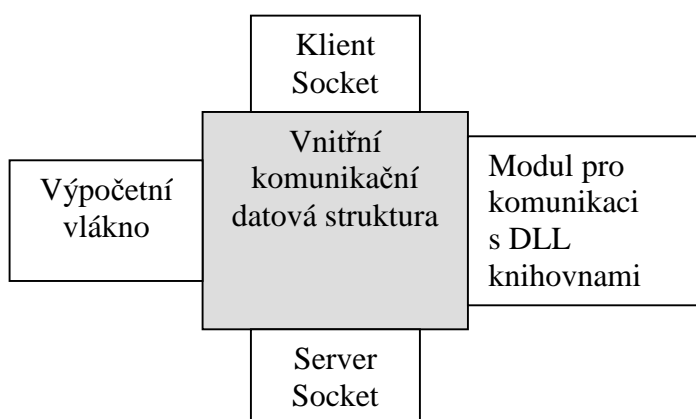 Klient
Socket
Vnitřní
komunikační
datová struktura
Výpočetní
vlákno
Modul pro
komunikaci
s DLL
knihovnami
Server
Socket